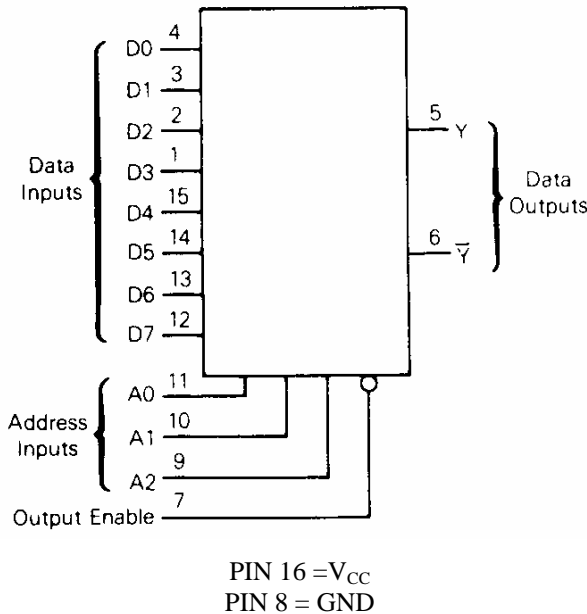 4
D0
3
D1
2
D2
1
D3
15
D4
14
D5
13
D6
12
D7
Data
Inputs
5
Y
6
Y̅
Data
Outputs
11
A0
10
A1
9
A2
Address
Inputs
7
Output Enable
PIN 16 =VCC
PIN 8 = GND